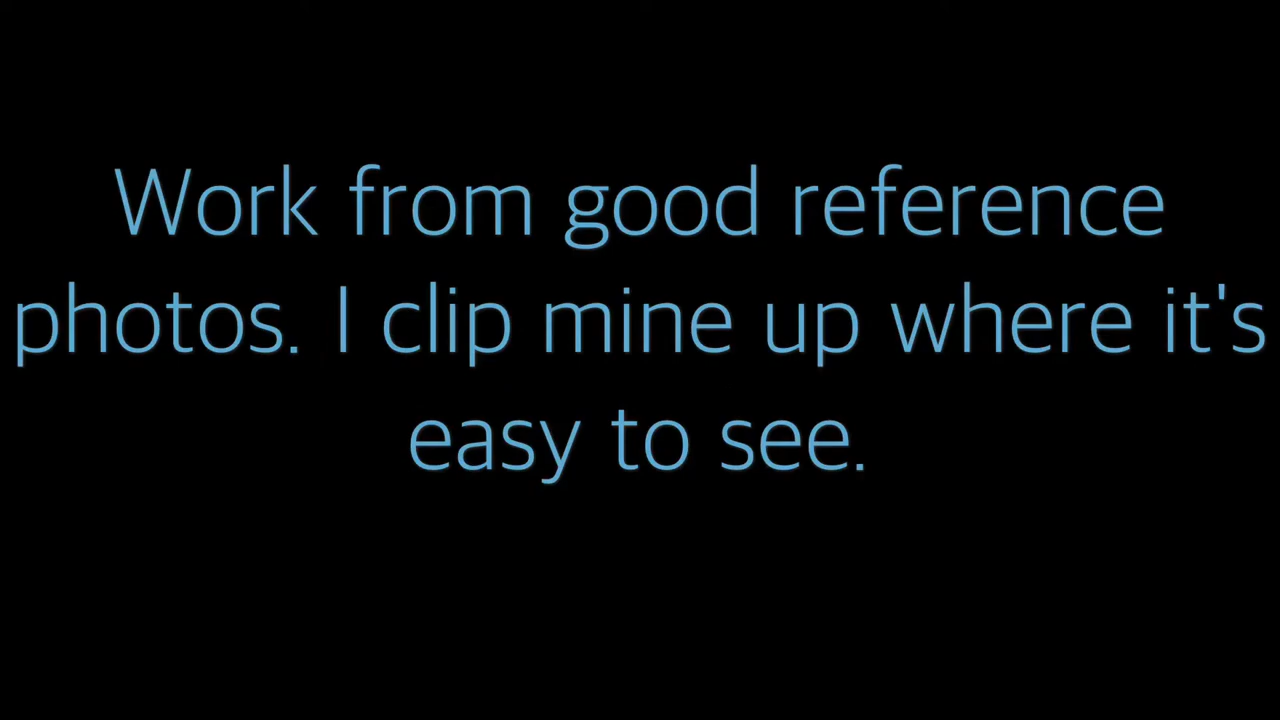 Work from good reference
photos. I clip mine up where it's
easy to see.